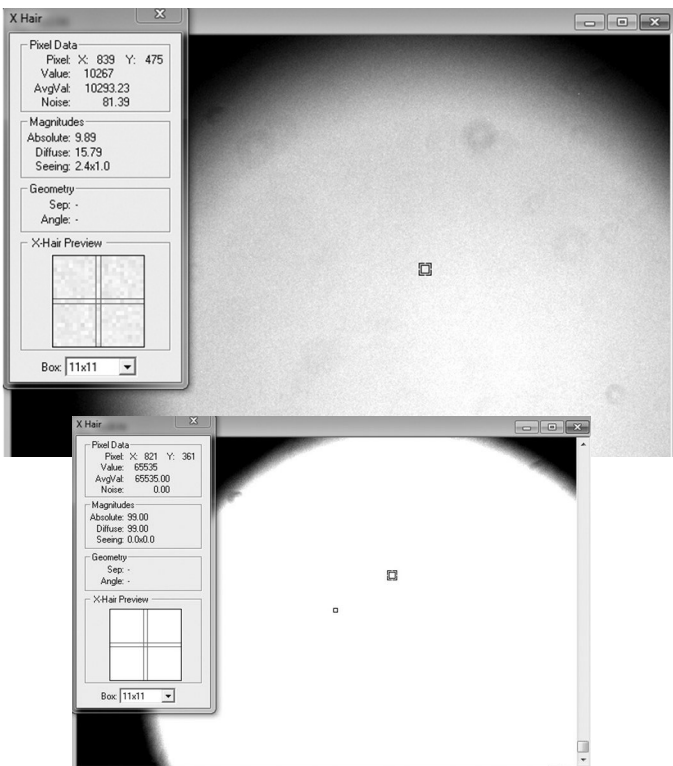 X Hair
Pixel Data
Pixel: X: 839 Y: 475
Value: 10267
AvgVal: 10293.23
Noise: 81.39
Magnitudes
Absolute: 9.89
Diffuse: 15.79
Seeing: 2.4x1.0
Geometry
Sep: -
Angle: -
X-Hair Preview
Box: 11x11
X Hair
Pixel Data
Pixel: X: 821 Y: 361
Value: 65535
AvgVal: 65535.00
Noise: 0.00
Magnitudes
Absolute: 99.00
Diffuse: 99.00
Seeing: 0.0x0.0
Geometry
Sep: -
Angle: -
X-Hair Preview
Box: 11x11